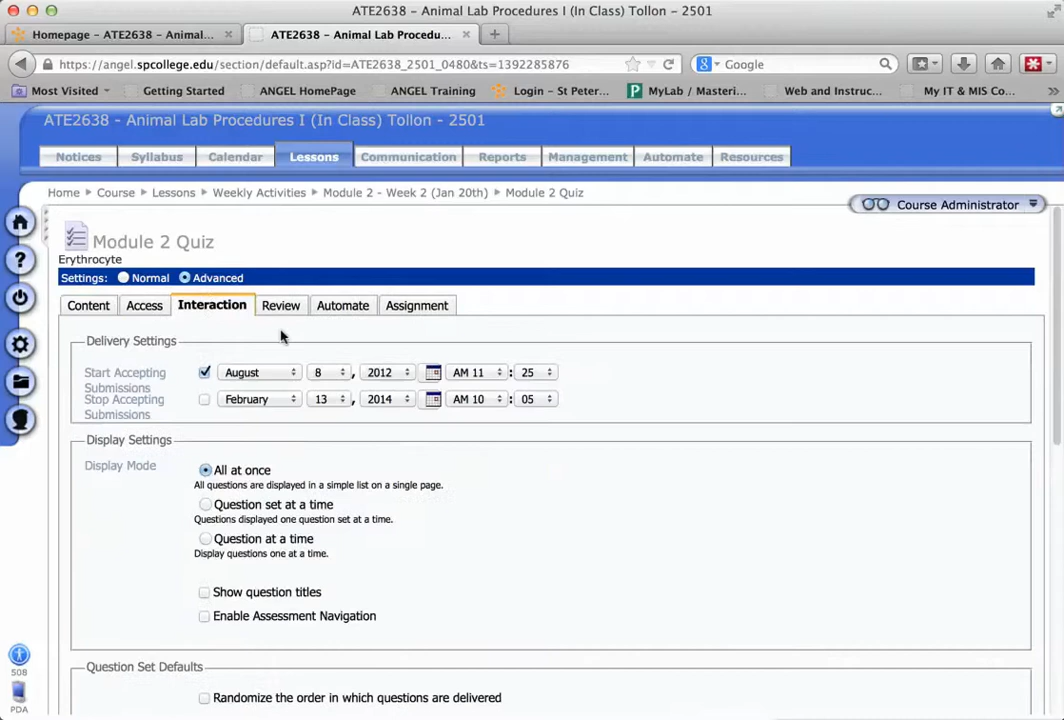 ATE2638 - Animal Lab Procedures I (In Class) Tollon - 2501
Homepage - ATE2638 - Animal... ATE2638 - Animal Lab Procedu...
https://angel.spcollege.edu/section/default.asp?id=ATE2638_2501_0480&ts=1392285876 Google
Most Visited Getting Started ANGEL HomePage ANGEL Training Login - St Peter... MyLab / Masteri... Web and Instruc... My IT & MIS Co...
ATE2638 - Animal Lab Procedures I (In Class) Tollon - 2501
Notices Syllabus Calendar Lessons Communication Reports Management Automate Resources
Home Course Lessons Weekly Activities Module 2 - Week 2 (Jan 20th) Module 2 Quiz
Course Administrator
Module 2 Quiz
Erythrocyte
Settings: Normal Advanced
Content Access Interaction Review Automate Assignment
Delivery Settings
Start Accepting Submissions August 8 , 2012 AM 11 : 25
Stop Accepting Submissions February 13 , 2014 AM 10 : 05
Display Settings
Display Mode All at once
All questions are displayed in a simple list on a single page.
Question set at a time
Questions displayed one question set at a time.
Question at a time
Display questions one at a time.
Show question titles
Enable Assessment Navigation
Question Set Defaults
Randomize the order in which questions are delivered
508
PDA